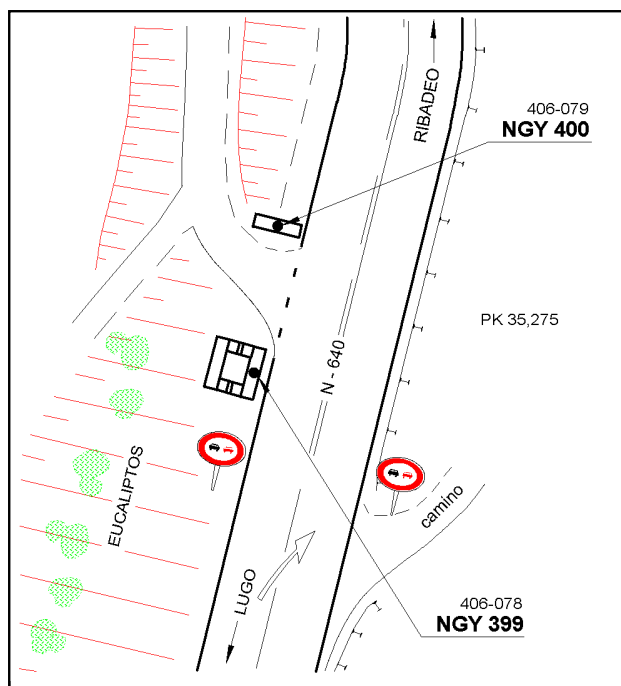 RIBADEO
406-079
NGY 400
PK 35,275
N - 640
EUCALIPTOS
camino
LUGO
406-078
NGY 399